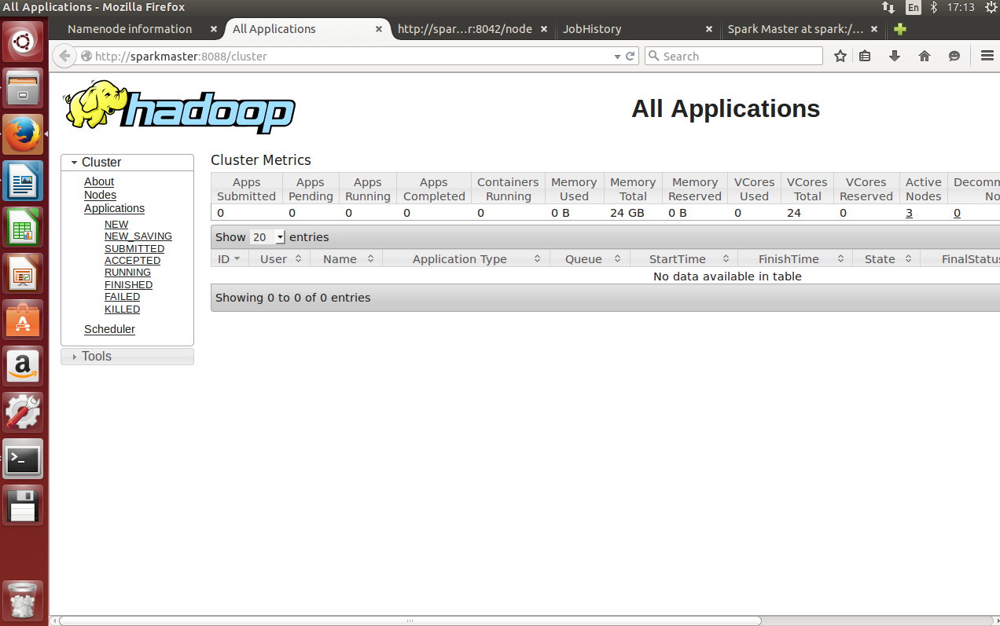 All Applications - Mozilla Firefox
En
17:13
Namenode information
All Applications
http://spar...r:8042/node
JobHistory
Spark Master at spark:/...
http://sparkmaster:8088/cluster
Search
hadoop
All Applications
Cluster
About
Nodes
Applications
NEW
NEW_SAVING
SUBMITTED
ACCEPTED
RUNNING
FINISHED
FAILED
KILLED
Scheduler
Tools
Cluster Metrics
Apps Submitted Apps Pending Apps Running Apps Completed Containers Running Memory Used Memory Total Memory Reserved VCores Used VCores Total VCores Reserved Active Nodes Decomm No
0 0 0 0 0 0 B 24 GB 0 B 0 24 0 3 0
Show 20 entries
ID User Name Application Type Queue StartTime FinishTime State FinalStatus
No data available in table
Showing 0 to 0 of 0 entries